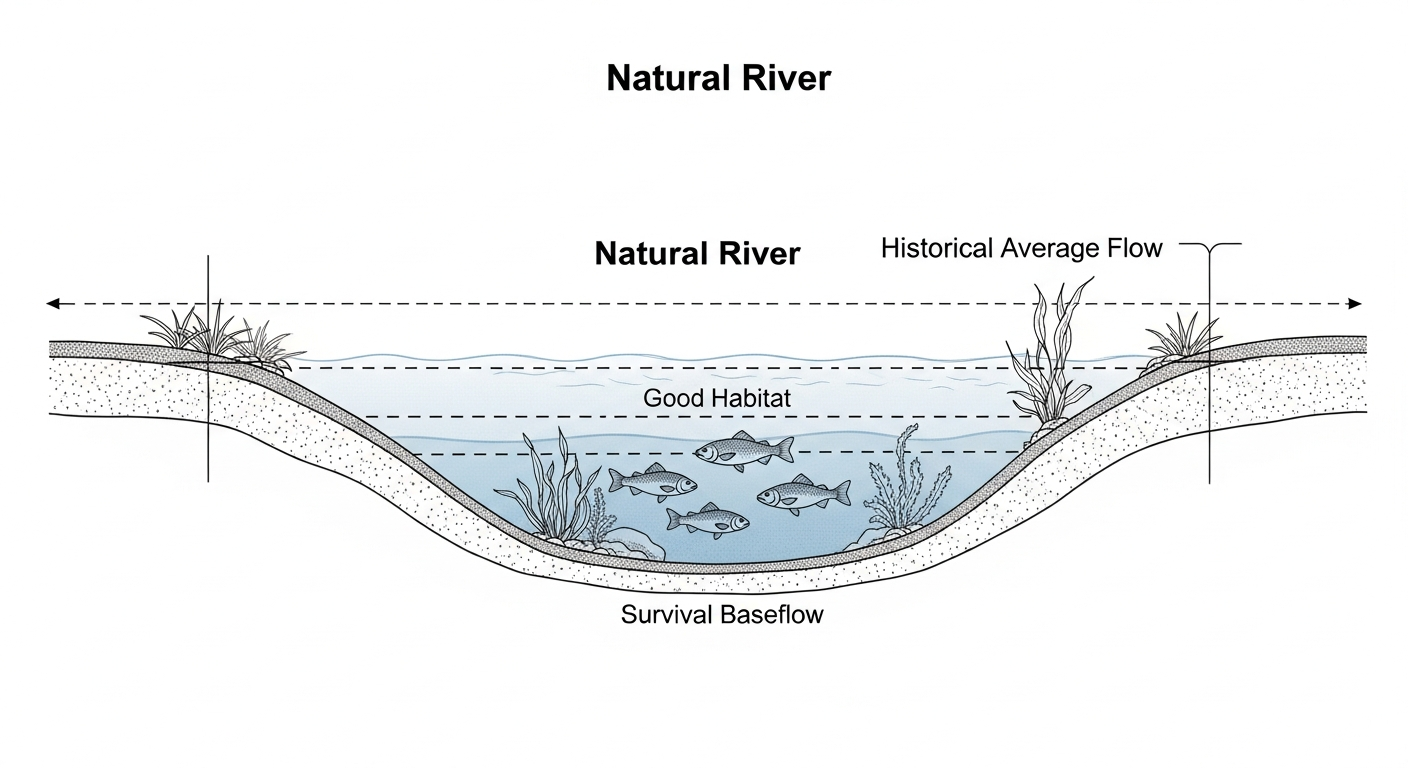 Natural River
Natural River
Historical Average Flow
Good Habitat
Survival Baseflow